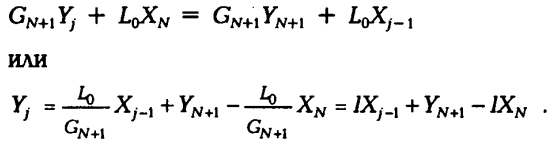 G_{N+1}Y_j + L_0X_N = G_{N+1}Y_{N+1} + L_0X_{j-1}
или
Y_j = \frac{L_0}{G_{N+1}} X_{j-1} + Y_{N+1} - \frac{L_0}{G_{N+1}} X_N = lX_{j-1} + Y_{N+1} - lX_N .